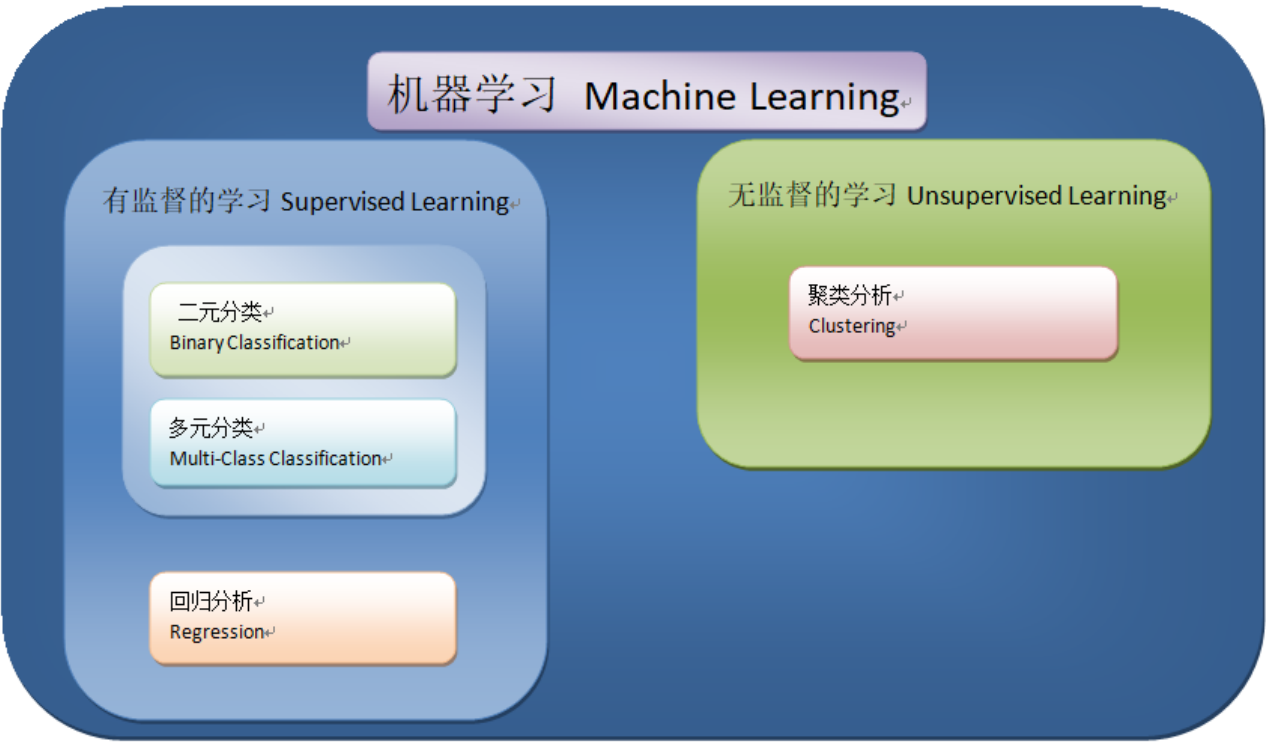 机器学习 Machine Learning
有监督的学习 Supervised Learning
二元分类
Binary Classification
多元分类
Multi-Class Classification
回归分析
Regression
无监督的学习 Unsupervised Learning
聚类分析
Clustering